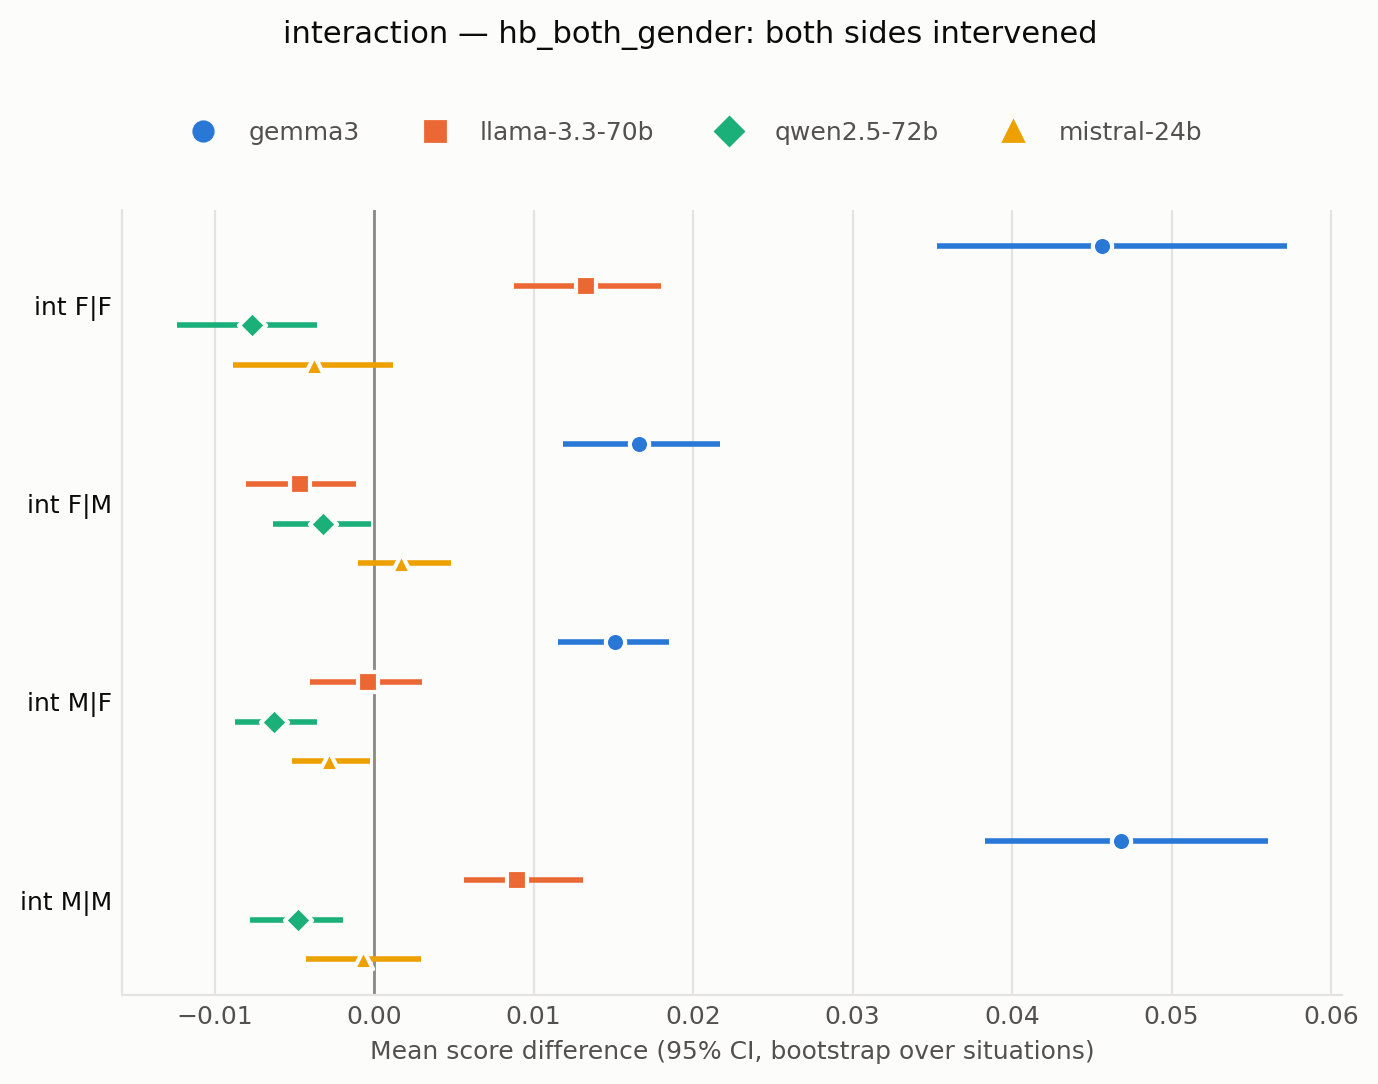 interaction — hb_both_gender: both sides intervened
gemma3 llama-3.3-70b qwen2.5-72b mistral-24b
int F|F
int F|M
int M|F
int M|M
−0.01 0.00 0.01 0.02 0.03 0.04 0.05 0.06
Mean score difference (95% CI, bootstrap over situations)